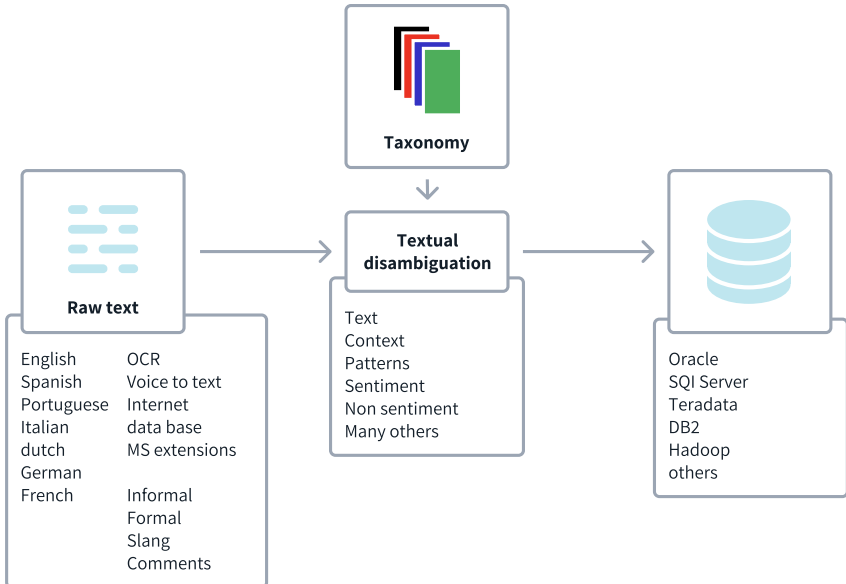 Taxonomy
Raw text
English
Spanish
Portuguese
Italian
dutch
German
French
OCR
Voice to text
Internet
data base
MS extensions
Informal
Formal
Slang
Comments
Textual
disambiguation
Text
Context
Patterns
Sentiment
Non sentiment
Many others
Oracle
SQI Server
Teradata
DB2
Hadoop
others